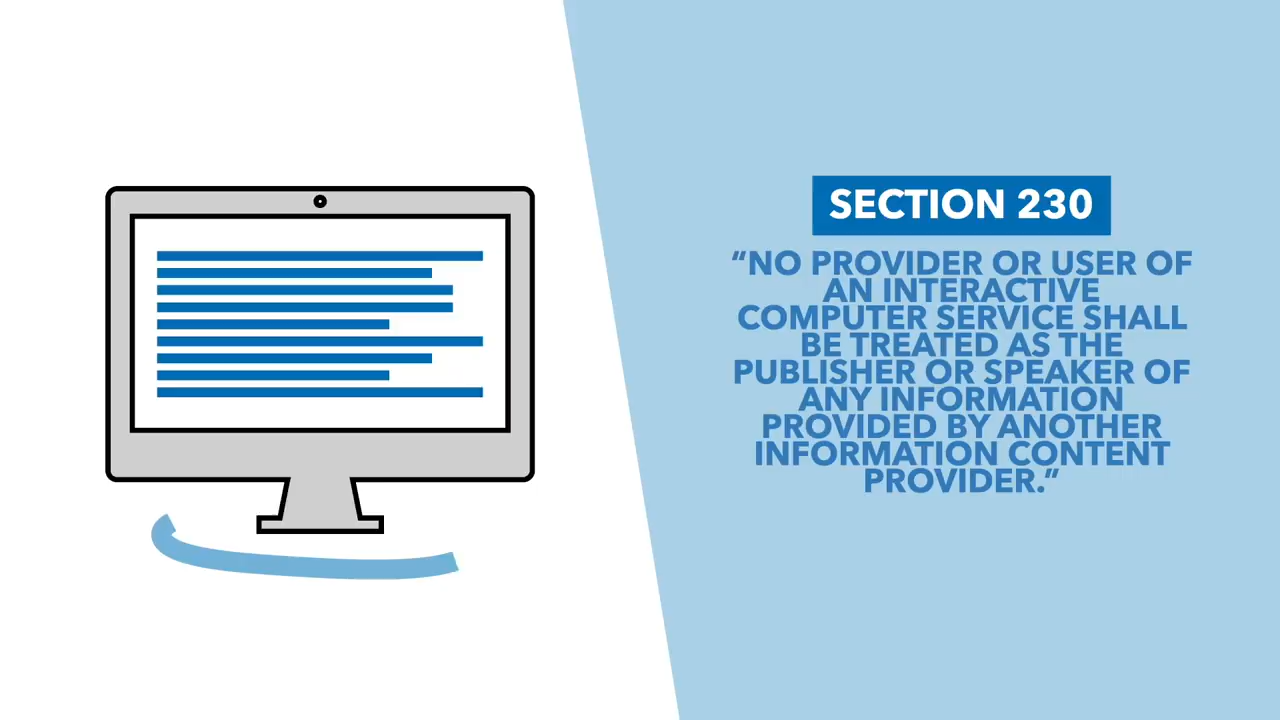 SECTION 230
“NO PROVIDER OR USER OF
AN INTERACTIVE
COMPUTER SERVICE SHALL
BE TREATED AS THE
PUBLISHER OR SPEAKER OF
ANY INFORMATION
PROVIDED BY ANOTHER
INFORMATION CONTENT
PROVIDER.”